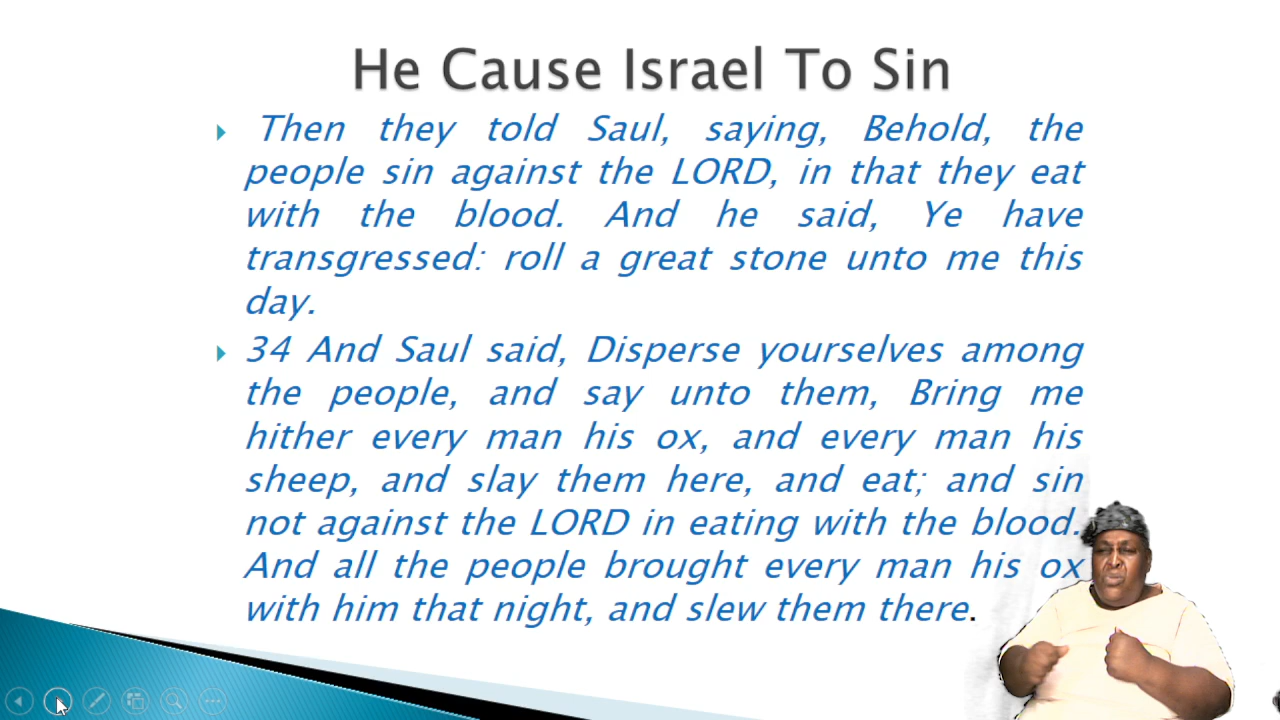 He Cause Israel To Sin
Then they told Saul, saying, Behold, the
people sin against the LORD, in that they eat
with the blood. And he said, Ye have
transgressed: roll a great stone unto me this
day.
34 And Saul said, Disperse yourselves among
the people, and say unto them, Bring me
hither every man his ox, and every man his
sheep, and slay them here, and eat; and sin
not against the LORD in eating with the blood.
And all the people brought every man his ox
with him that night, and slew them there.